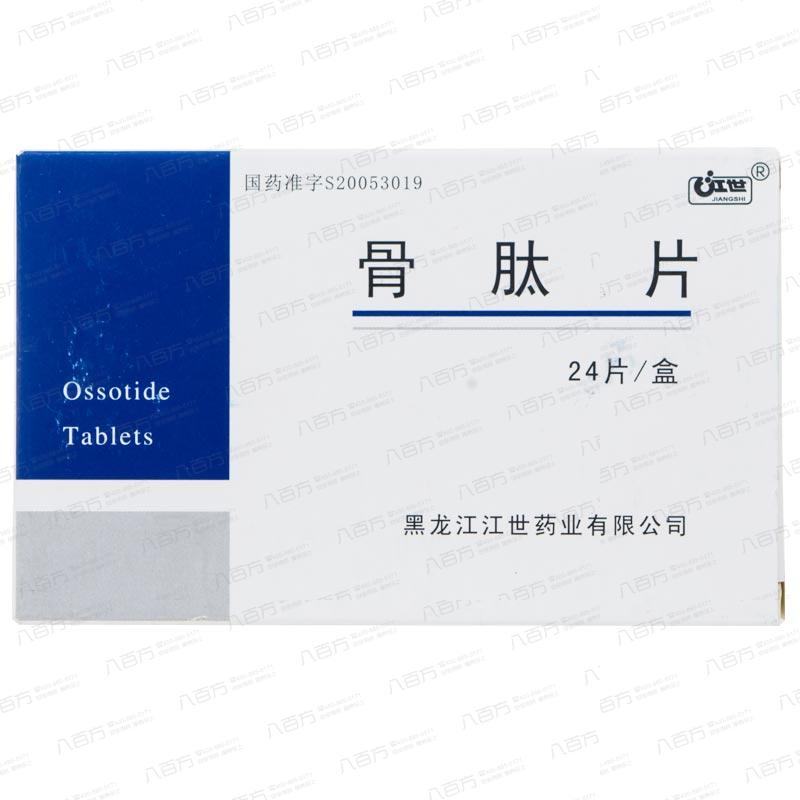 国药准字S20053019
江世
JIANGSHI
®
骨肽片
24片/盒
Ossotide
Tablets
黑龙江江世药业有限公司
八百方